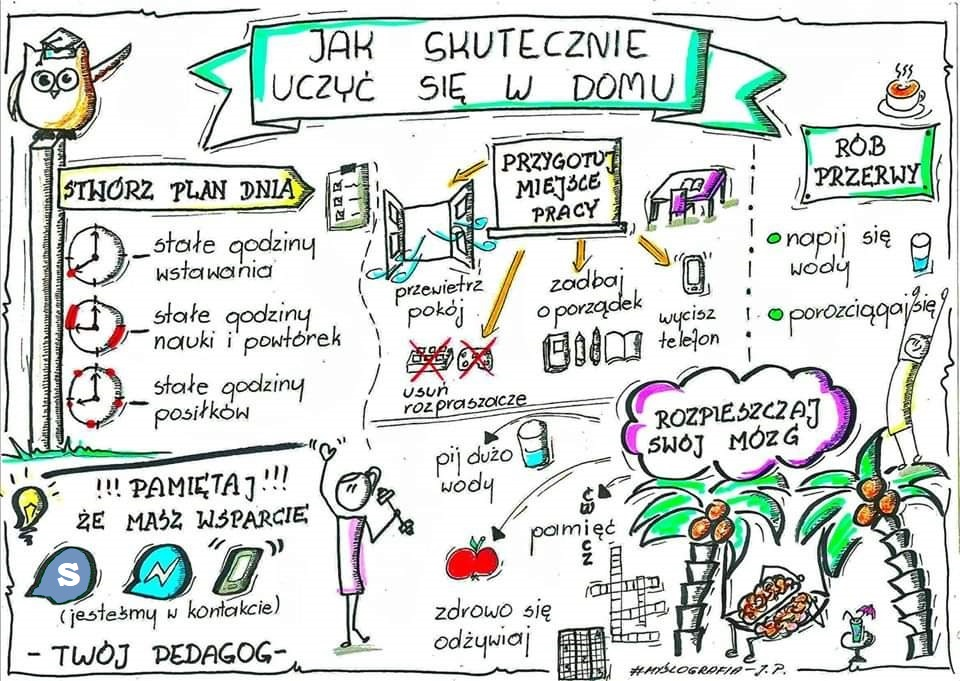 JAK SKUTECZNIE
UCZYĆ SIĘ W DOMU
STWÓRZ PLAN DNIA
stałe godziny
wstawania
stałe godziny
nauki i powtórek
stałe godziny
posiłków
PRZYGOTUJ
MIEJSCE
PRACY
przewietrz
pokój
usuń
rozpraszacze
zadbaj
o porządek
wycisz
telefon
RÓB
PRZERWY
napij się
wody
porozciągaj się
ROZPIESZCZAJ
SWÓJ MÓZG
pij dużo
wody
ćwicz
pamięć
zdrowo się
odżywiaj
!!! PAMIĘTAJ !!!
ŻE MASZ WSPARCIE
S
(jesteśmy w kontakcie)
- TWÓJ PEDAGOG -
#MYŚLOGRAFIA - J.P.